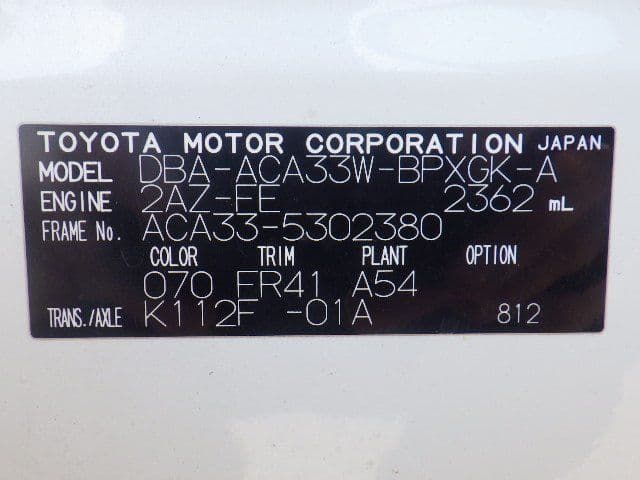 TOYOTA MOTOR CORPORATION JAPAN
MODEL DBA-ACA33W-BPXGK-A
ENGINE 2AZ-FE 2362 mL
FRAME No. ACA33-5302380
COLOR TRIM PLANT OPTION
070 FR41 A54
TRANS./AXLE K112F -01A 812